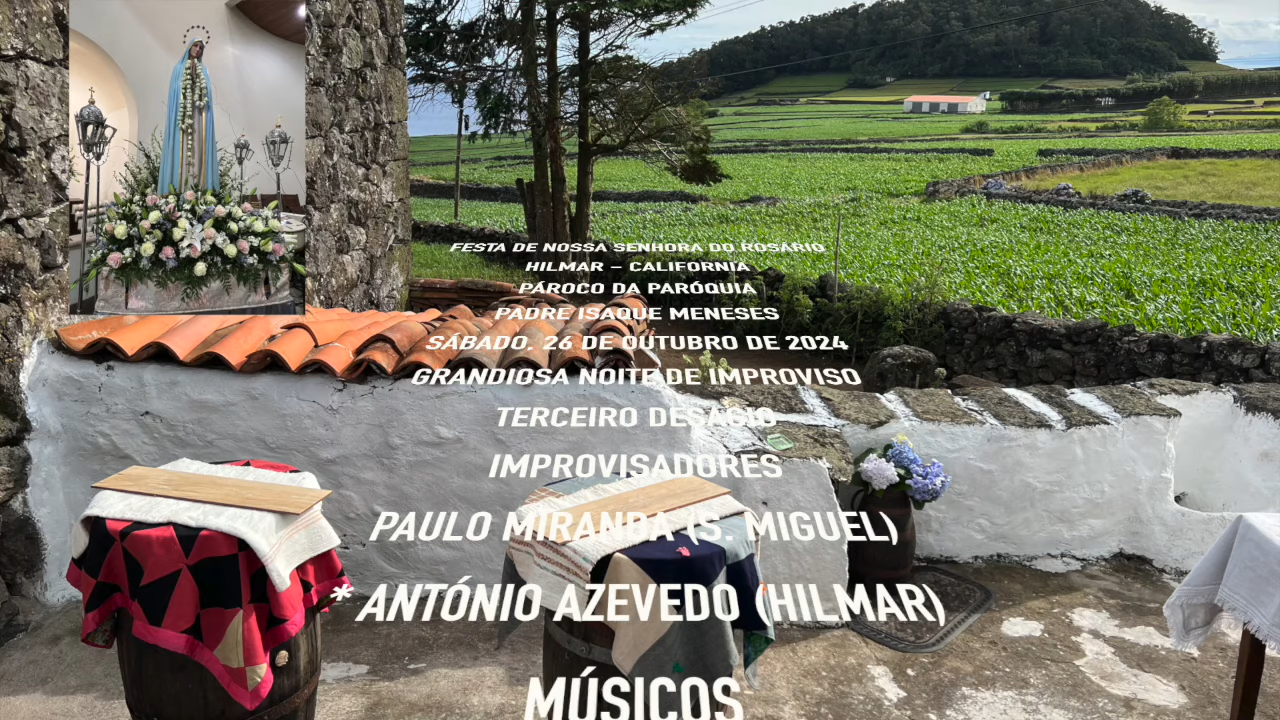 FESTA DE NOSSA SENHORA DO ROSÁRIO
HILMAR – CALIFORNIA
PÁROCO DA PARÓQUIA
PADRE ISAQUE MENESES
SÁBADO, 26 DE OUTUBRO DE 2024
GRANDIOSA NOITE DE IMPROVISO
TERCEIRO DESAFIO
IMPROVISADORES
PAULO MIRANDA (S. MIGUEL)
* ANTÓNIO AZEVEDO (HILMAR)
MÚSICOS